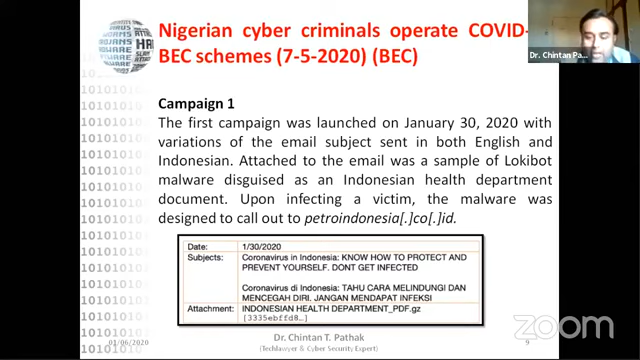 Nigerian cyber criminals operate COVID-
BEC schemes (7-5-2020) (BEC)
Dr. Chintan Pa...
Campaign 1
The first campaign was launched on January 30, 2020 with
variations of the email subject sent in both English and
Indonesian. Attached to the email was a sample of Lokibot
malware disguised as an Indonesian health department
document. Upon infecting a victim, the malware was
designed to call out to petroindonesia[.]co[.]id.
Date: 1/30/2020
Subjects: Coronavirus in Indonesia: KNOW HOW TO PROTECT AND
PREVENT YOURSELF. DONT GET INFECTED
Coronavirus di Indonesia: TAHU CARA MELINDUNGI DAN
MENCEGAH DIRI. JANGAN MENDAPAT INFEKSI
Attachment: INDONESIAN HEALTH DEPARTMENT_PDF.gz
[3335ebffd8…]
zoom
01/06/2020
Dr. Chintan T. Pathak
(Techlawyer & Cyber Security Expert)
9